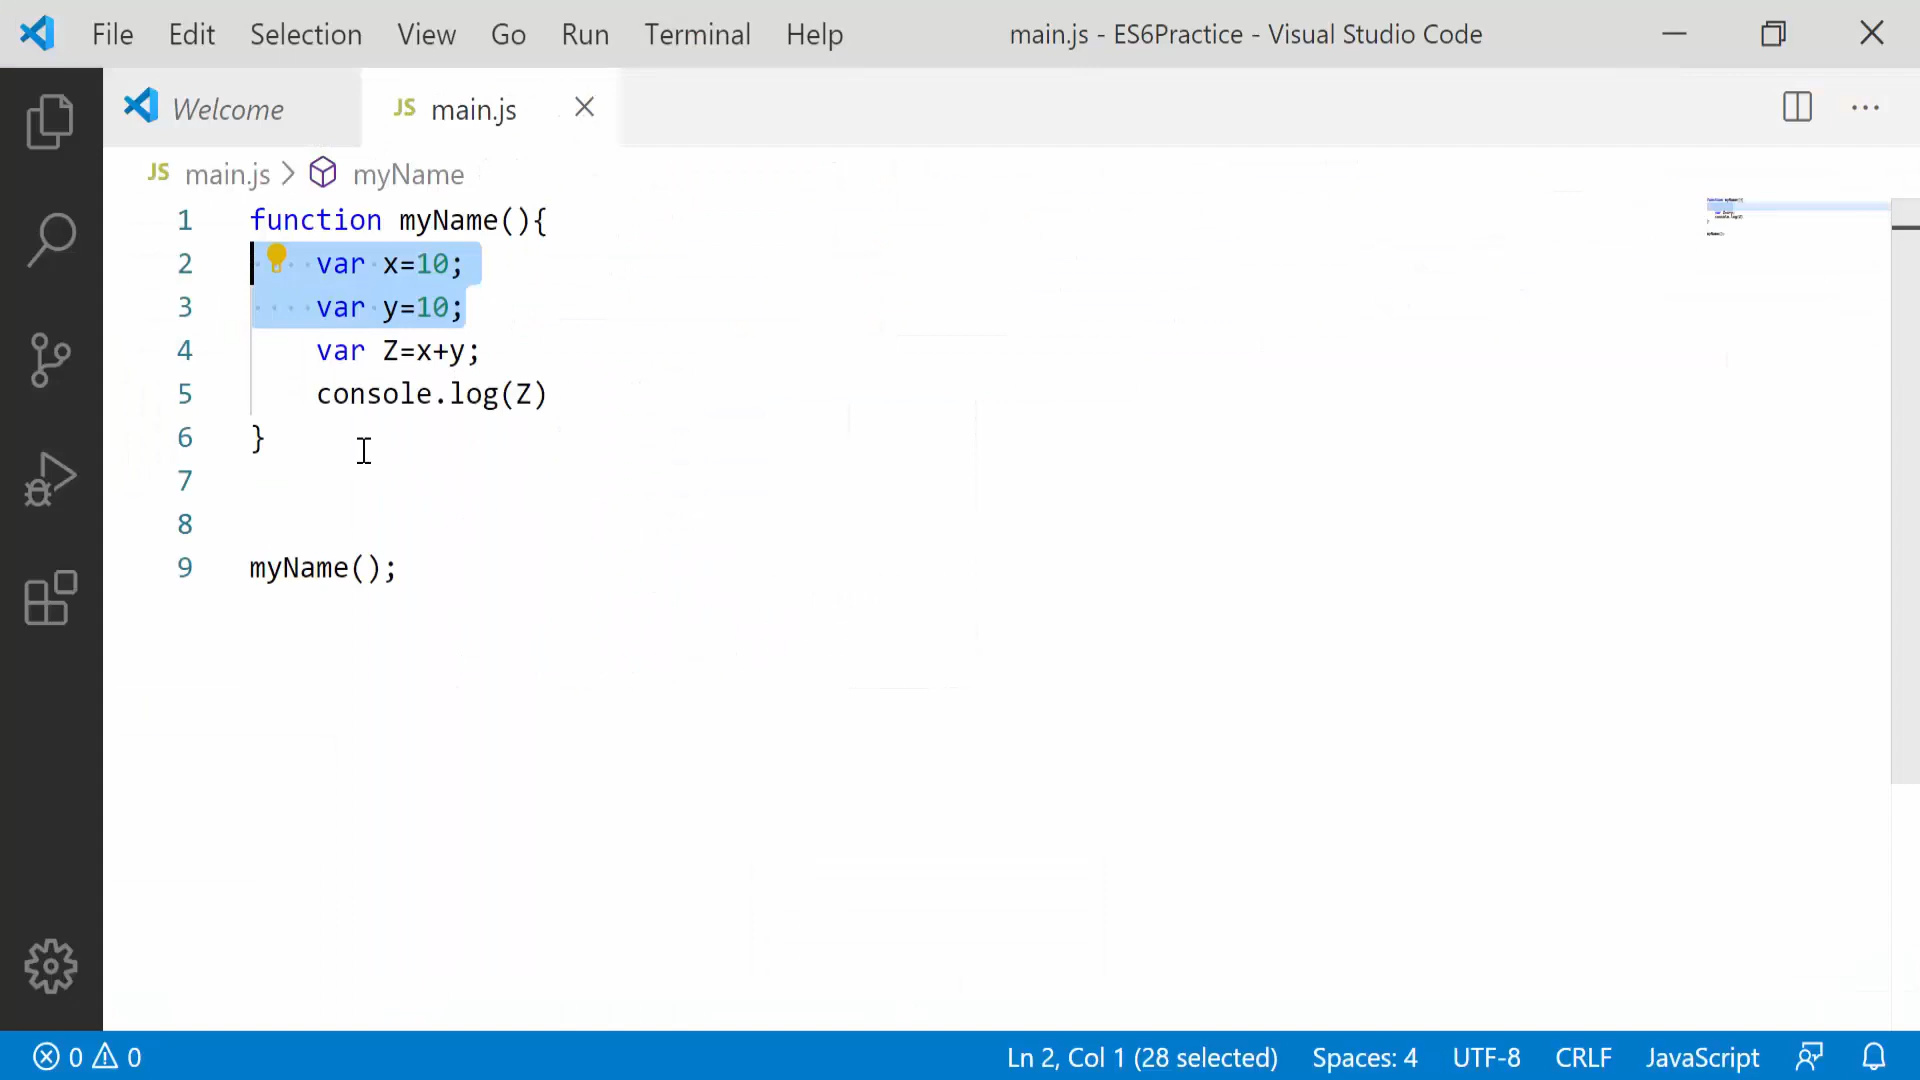 File Edit Selection View Go Run Terminal Help main.js - ES6Practice - Visual Studio Code
Welcome JS main.js
JS main.js > myName
1 function myName(){
2 var x=10;
3 var y=10;
4 var Z=x+y;
5 console.log(Z)
6 }
7
8
9 myName();
0 0 Ln 2, Col 1 (28 selected) Spaces: 4 UTF-8 CRLF JavaScript